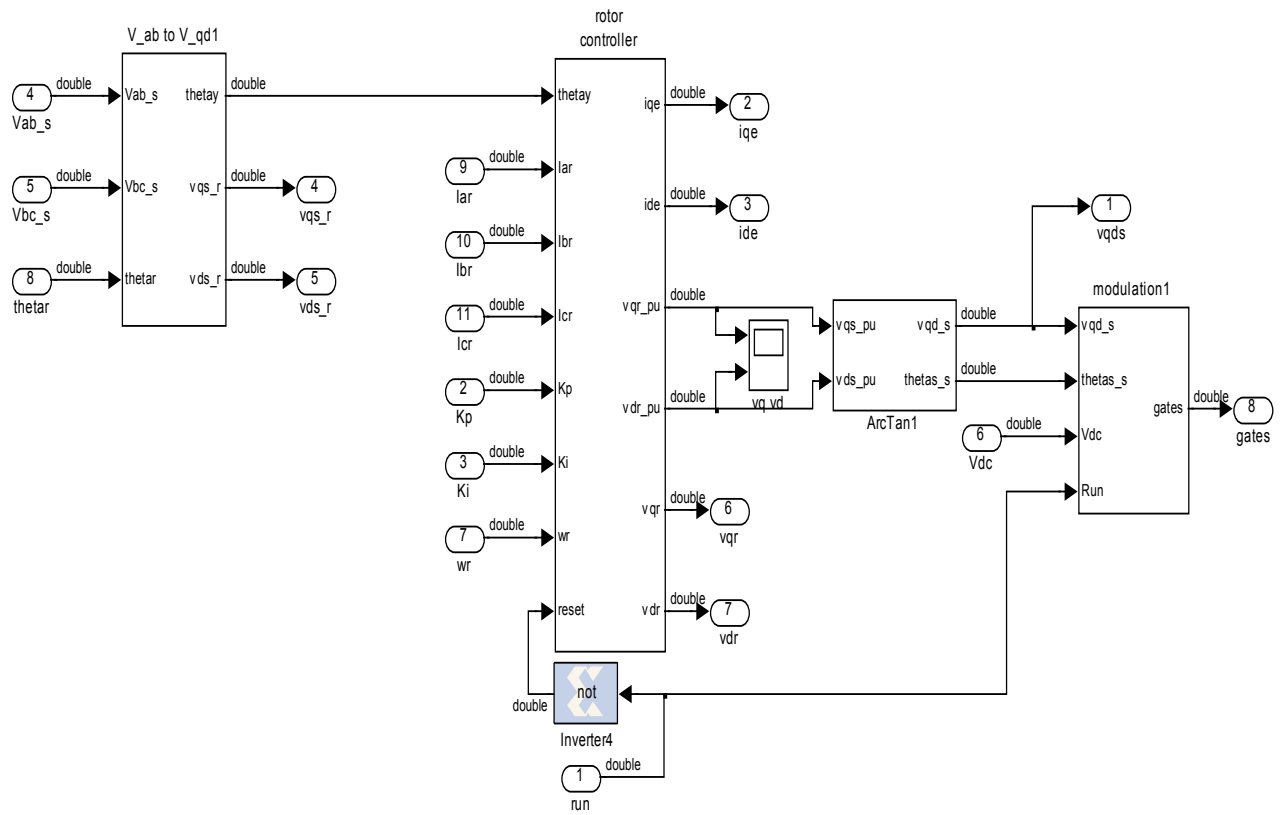 V_ab to V_qd1
4
Vab_s
double
Vab_s
thetay
double
5
Vbc_s
double
Vbc_s
vqs_r
double
4
vqs_r
8
thetar
double
thetar
vds_r
double
5
vds_r
rotor
controller
thetay
9
Iar
double
Iar
10
Ibr
double
Ibr
11
Icr
double
Icr
2
Kp
double
Kp
3
Ki
double
Ki
7
wr
double
wr
reset
iqe
double
2
iqe
ide
double
3
ide
vqr_pu
double
vdr_pu
double
vq vd
vqr
double
6
vqr
vdr
double
7
vdr
vqs_pu
vds_pu
vqd_s
double
thetas_s
double
ArcTan1
1
vqds
modulation1
vqd_s
thetas_s
6
Vdc
double
Vdc
Run
gates
double
8
gates
not
double
Inverter4
1
run
double